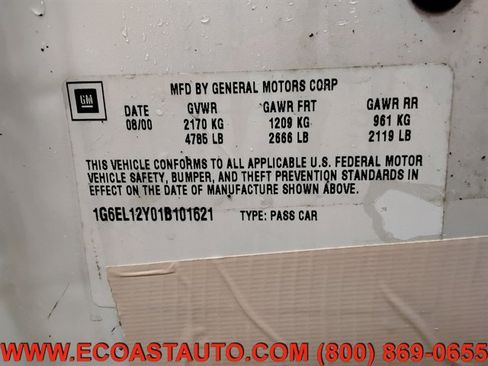 GM
MFD BY GENERAL MOTORS CORP
DATE GVWR GAWR FRT GAWR RR
08/00 2170 KG 1209 KG 961 KG
4785 LB 2666 LB 2119 LB
THIS VEHICLE CONFORMS TO ALL APPLICABLE U.S. FEDERAL MOTOR
VEHICLE SAFETY, BUMPER, AND THEFT PREVENTION STANDARDS IN
EFFECT ON THE DATE OF MANUFACTURE SHOWN ABOVE.
1G6EL12Y01B101621 TYPE: PASS CAR
WWW.ECOASTAUTO.COM (800) 869-0655